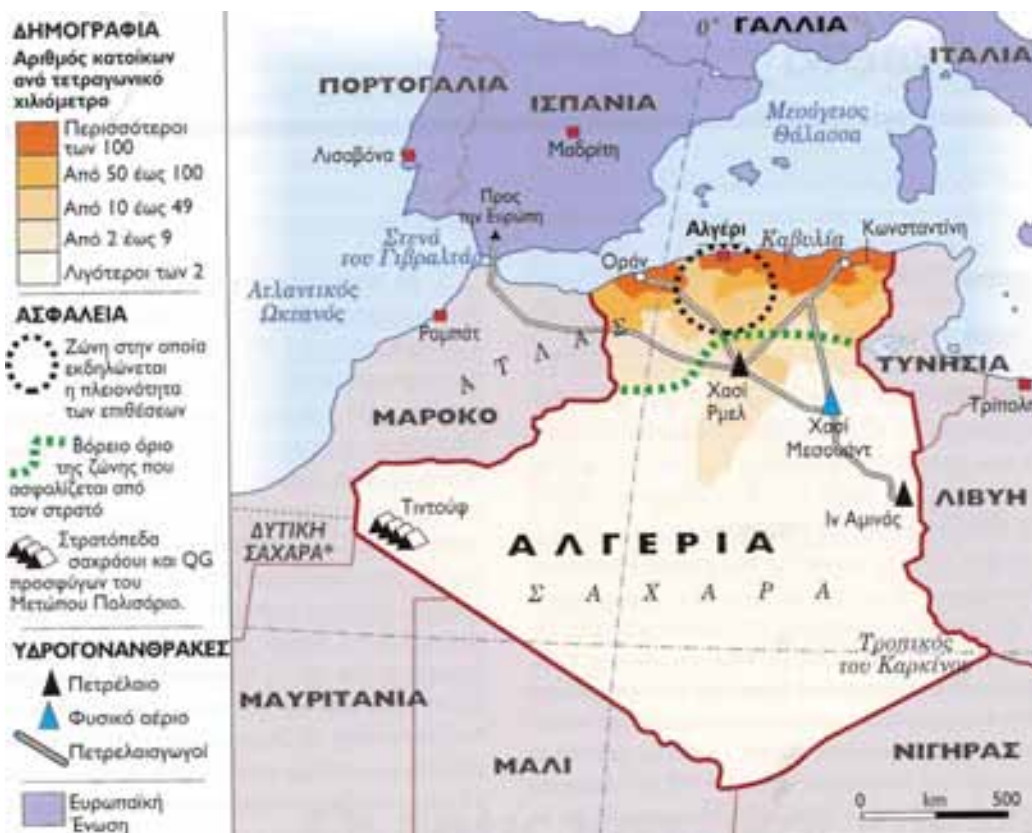 ΔΗΜΟΓΡΑΦΙΑ
Αριθμός κατοίκων
ανά τετραγωνικό
χιλιόμετρο
Περισσότεροι
των 100
Από 50 έως 100
Από 10 έως 49
Από 2 έως 9
Λιγότεροι των 2
ΑΣΦΑΛΕΙΑ
Ζώνη στην οποία
εκδηλώνεται
η πλειονότητα
των επιθέσεων
Βόρειο όριο
της ζώνης που
ασφαλίζεται από
τον στρατό
Στρατόπεδα
σαχράουι και QG
προσφύγων του
Μετώπου Πολισάριο.
ΥΔΡΟΓΟΝΑΝΘΡΑΚΕΣ
Πετρέλαιο
Φυσικό αέριο
Πετρελαιαγωγοί
Ευρωπαϊκή
Ένωση
0°
ΓΑΛΛΙΑ
ΙΤΑΛΙΑ
ΠΟΡΤΟΓΑΛΙΑ
ΙΣΠΑΝΙΑ
Μεσόγειος
Θάλασσα
Λισαβόνα
Μαδρίτη
Προς
την Ευρώπη
Στενά
του Γιβραλτάρ
Αλγέρι
Καβυλία
Κωνσταντίνη
Οράν
Ατλαντικός
Ωκεανός
Ραμπάτ
ΑΤΛΑΣ
ΤΥΝΗΣΙΑ
Τρίπολη
ΜΑΡΟΚΟ
Χασί
Ρμελ
Χασί
Μεσουάντ
Τιντούφ
Ιν Αμινάς
ΛΙΒΥΗ
ΔΥΤΙΚΗ
ΣΑΧΑΡΑ*
ΑΛΓΕΡΙΑ
ΣΑΧΑΡΑ
Τροπικός
του Καρκίνου
ΜΑΥΡΙΤΑΝΙΑ
ΜΑΛΙ
ΝΙΓΗΡΑΣ
0 km 500